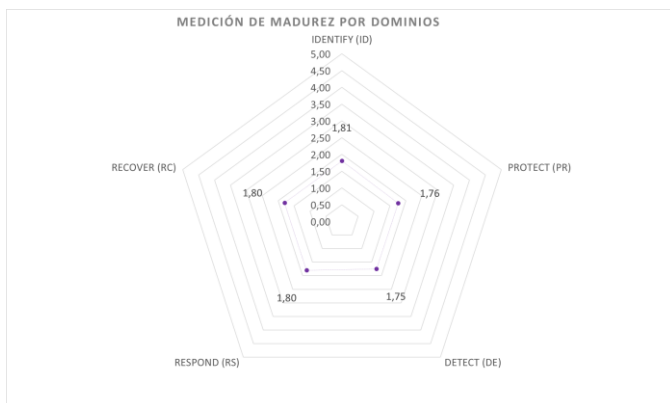 MEDICIÓN DE MADUREZ POR DOMINIOS
IDENTIFY (ID)
5,00
4,50
4,00
3,50
3,00
1,81
2,50
2,00
RECOVER (RC)
PROTECT (PR)
1,80
1,50
1,76
1,00
0,50
0,00
1,80
1,75
RESPOND (RS)
DETECT (DE)